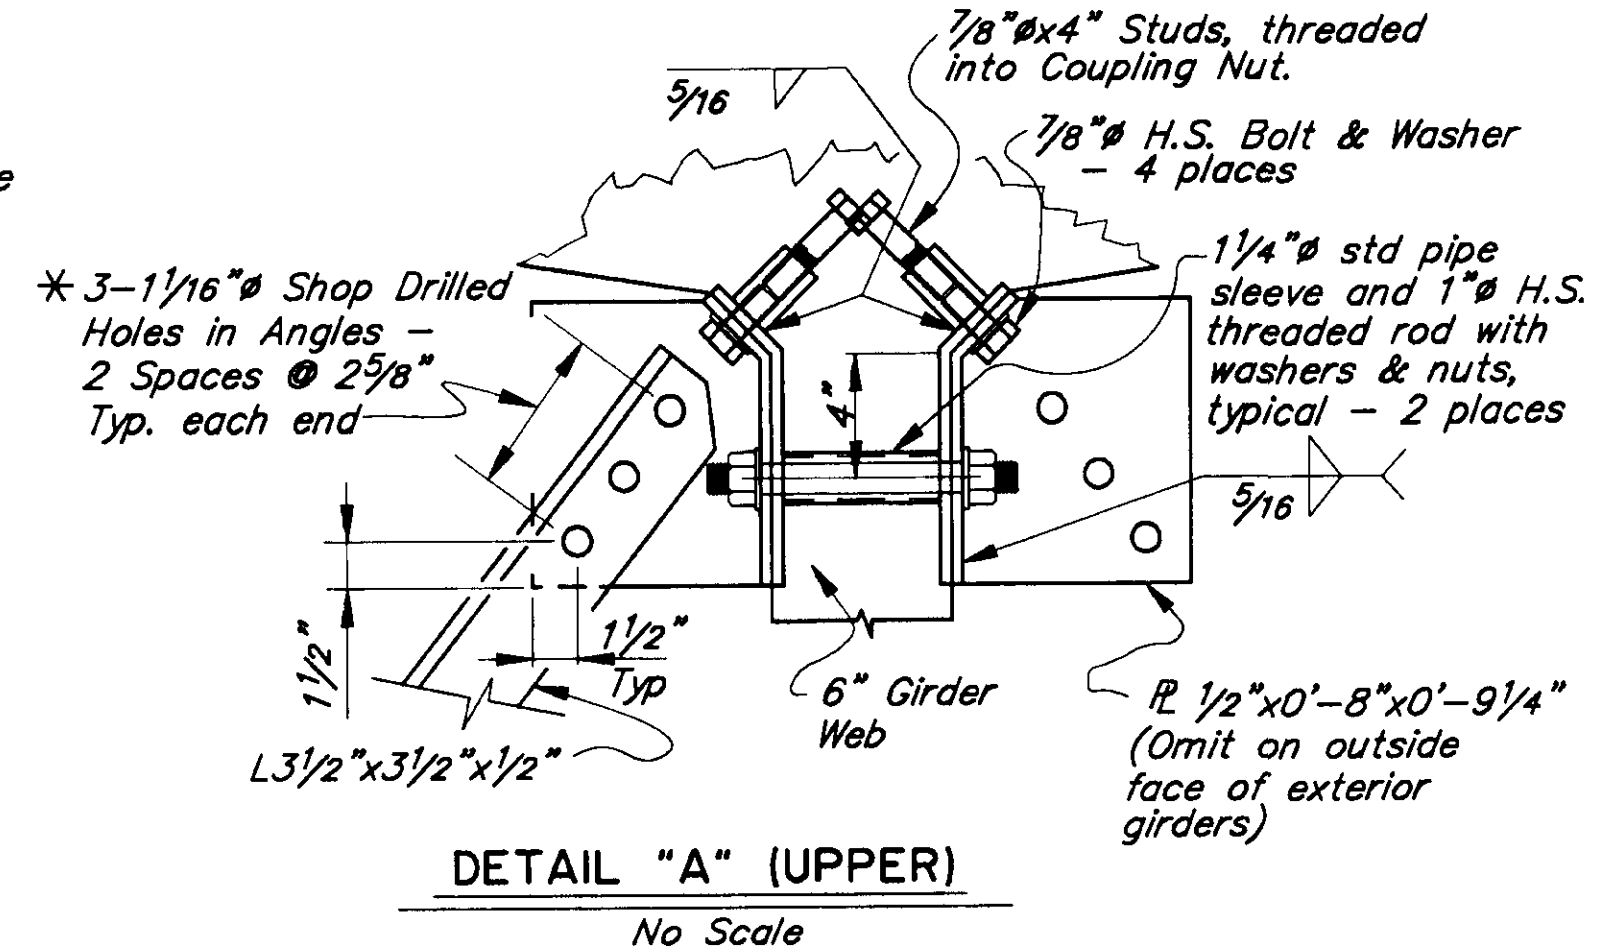 7/8"øx4" Studs, threaded
into Coupling Nut.
5/16
7/8"ø H.S. Bolt & Washer
- 4 places
e
1 1/4"ø std pipe
sleeve and 1"ø H.S.
threaded rod with
washers & nuts,
typical - 2 places
* 3-1 1/16"ø Shop Drilled
Holes in Angles -
2 Spaces @ 2 5/8"
Typ. each end
4"
5/16
1 1/2"
1 1/2"
Typ
6" Girder
Web
L3 1/2"x3 1/2"x1/2"
PL 1/2"x0'-8"x0'-9 1/4"
(Omit on outside
face of exterior
girders)
DETAIL "A" (UPPER)
No Scale